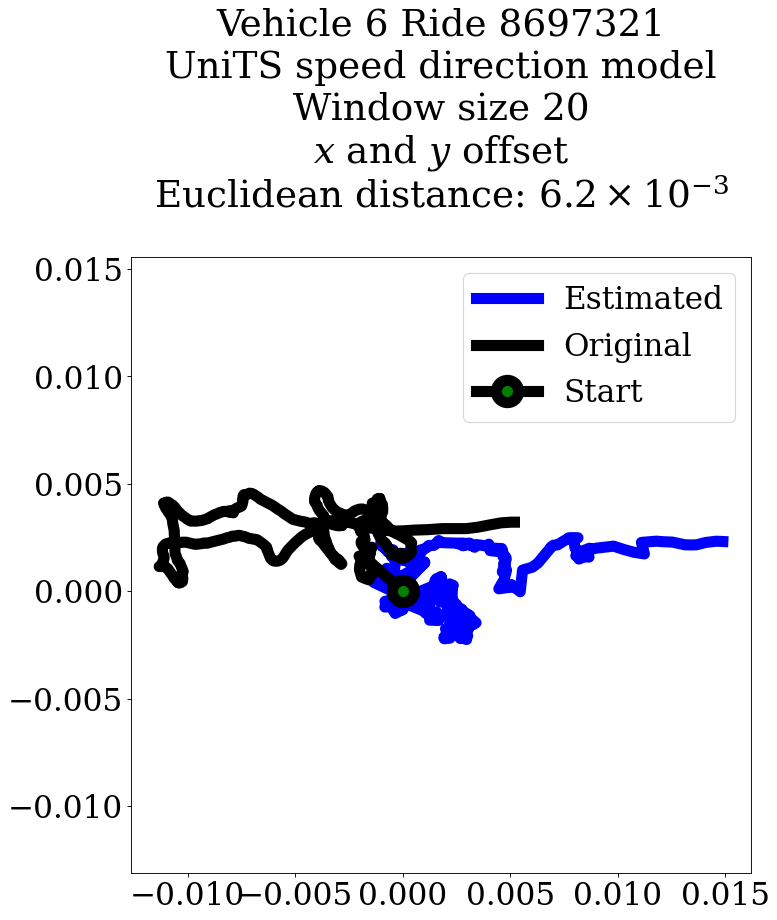 Vehicle 6 Ride 8697321
UniTS speed direction model
Window size 20
x and y offset
Euclidean distance: 6.2 × 10⁻³
Estimated
Original
Start
0.015
0.010
0.005
0.000
−0.005
−0.010
−0.010 −0.005 0.000 0.005 0.010 0.015